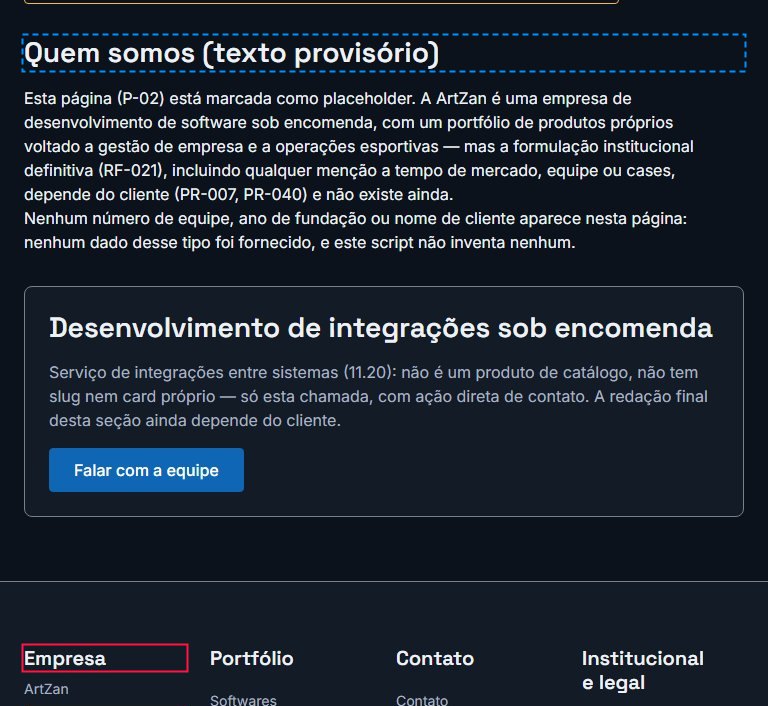 Quem somos (texto provisório)
Esta página (P-02) está marcada como placeholder. A ArtZan é uma empresa de
desenvolvimento de software sob encomenda, com um portfólio de produtos próprios
voltado a gestão de empresa e a operações esportivas — mas a formulação institucional
definitiva (RF-021), incluindo qualquer menção a tempo de mercado, equipe ou cases,
depende do cliente (PR-007, PR-040) e não existe ainda.
Nenhum número de equipe, ano de fundação ou nome de cliente aparece nesta página:
nenhum dado desse tipo foi fornecido, e este script não inventa nenhum.
Desenvolvimento de integrações sob encomenda
Serviço de integrações entre sistemas (11.20): não é um produto de catálogo, não tem
slug nem card próprio — só esta chamada, com ação direta de contato. A redação final
desta seção ainda depende do cliente.
Falar com a equipe
Empresa
ArtZan
Portfólio
Softwares
Contato
Contato
Institucional
e legal